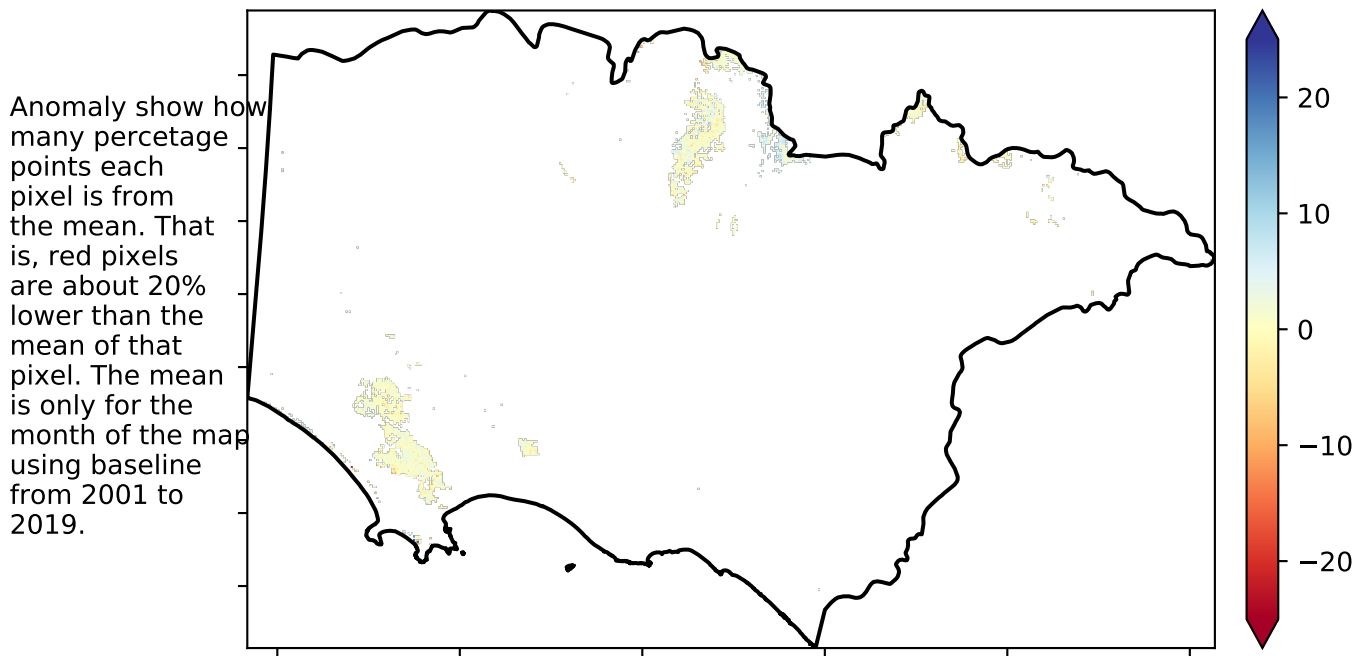 Anomaly show how
many percetage
points each
pixel is from
the mean. That
is, red pixels
are about 20%
lower than the
mean of that
pixel. The mean
is only for the
month of the map
using baseline
from 2001 to
2019.
20
10
0
−10
−20